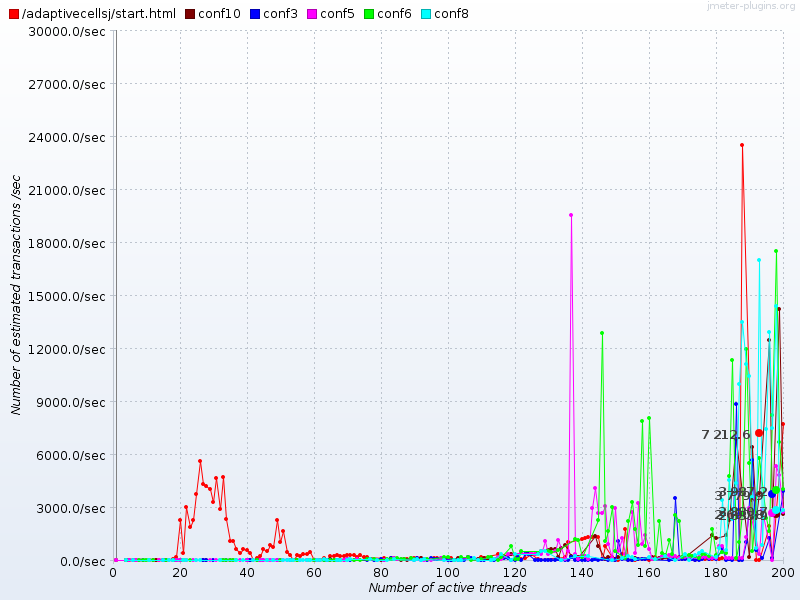 /adaptivecellsj/start.html conf10 conf3 conf5 conf6 conf8
jmeter-plugins.org
30000.0/sec
27000.0/sec
24000.0/sec
21000.0/sec
18000.0/sec
15000.0/sec
12000.0/sec
9000.0/sec
6000.0/sec
3000.0/sec
0.0/sec
Number of estimated transactions /sec
7 212.6
0 20 40 60 80 100 120 140 160 180 200
Number of active threads